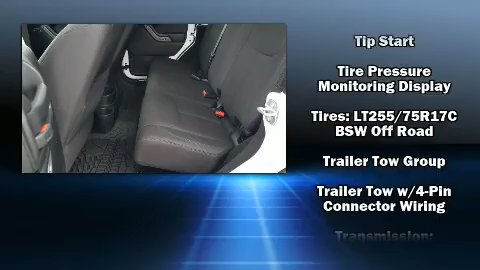 Tip Start
Tire Pressure
Monitoring Display
Tires: LT255/75R17C
BSW Off Road
Trailer Tow Group
Trailer Tow w/4-Pin
Connector Wiring
Transmission: